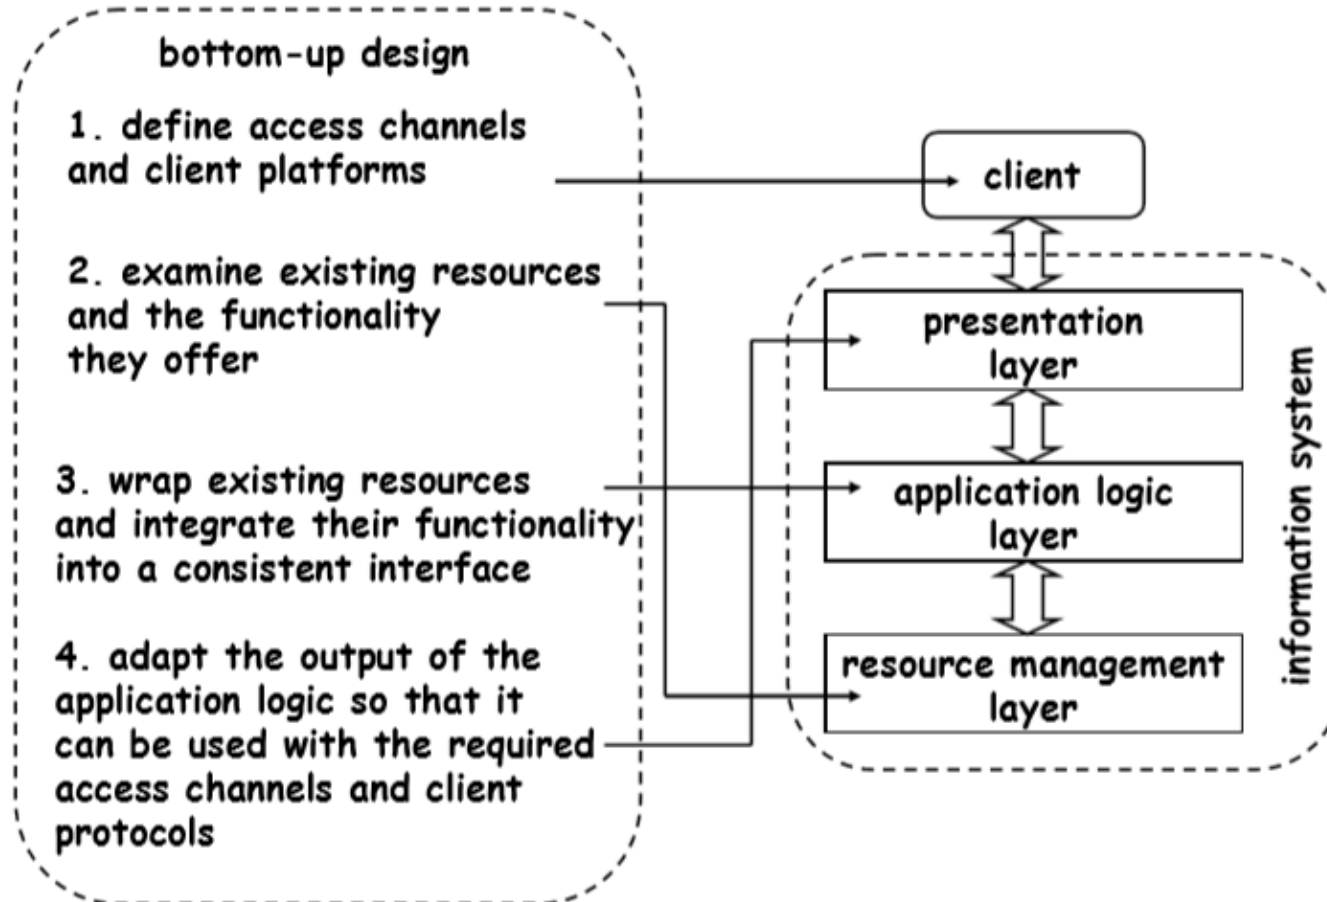 bottom-up design
1. define access channels
and client platforms
2. examine existing resources
and the functionality
they offer
3. wrap existing resources
and integrate their functionality
into a consistent interface
4. adapt the output of the
application logic so that it
can be used with the required
access channels and client
protocols
client
presentation
layer
application logic
layer
resource management
layer
information system